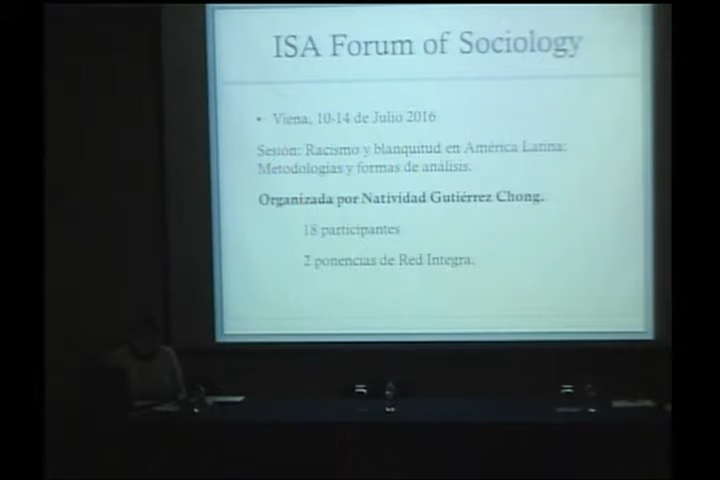 ISA Forum of Sociology
• Viena, 10-14 de Julio 2016
Sesión: Racismo y blanquitud en América Latina:
Metodologías y formas de análisis.
Organizada por Natividad Gutiérrez Chong.
18 participantes
2 ponencias de Red Integra.